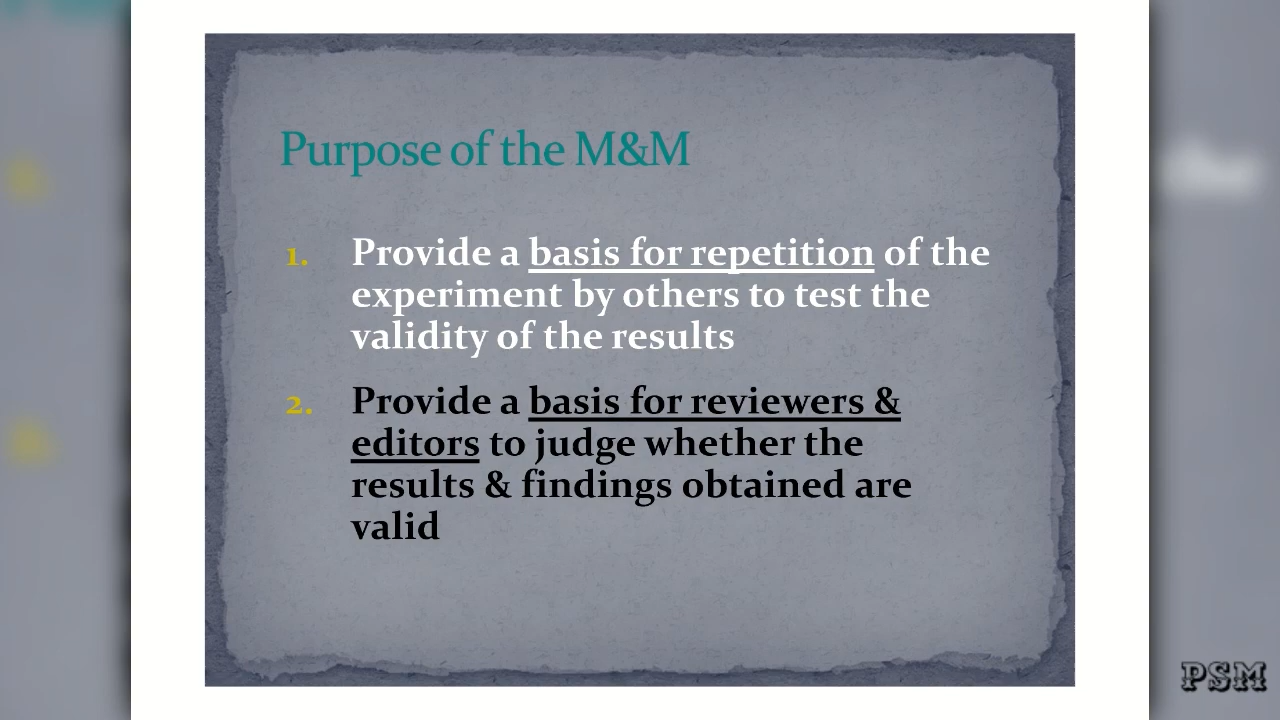 Purpose of the M&M
1. Provide a basis for repetition of the
experiment by others to test the
validity of the results
2. Provide a basis for reviewers &
editors to judge whether the
results & findings obtained are
valid
PSM